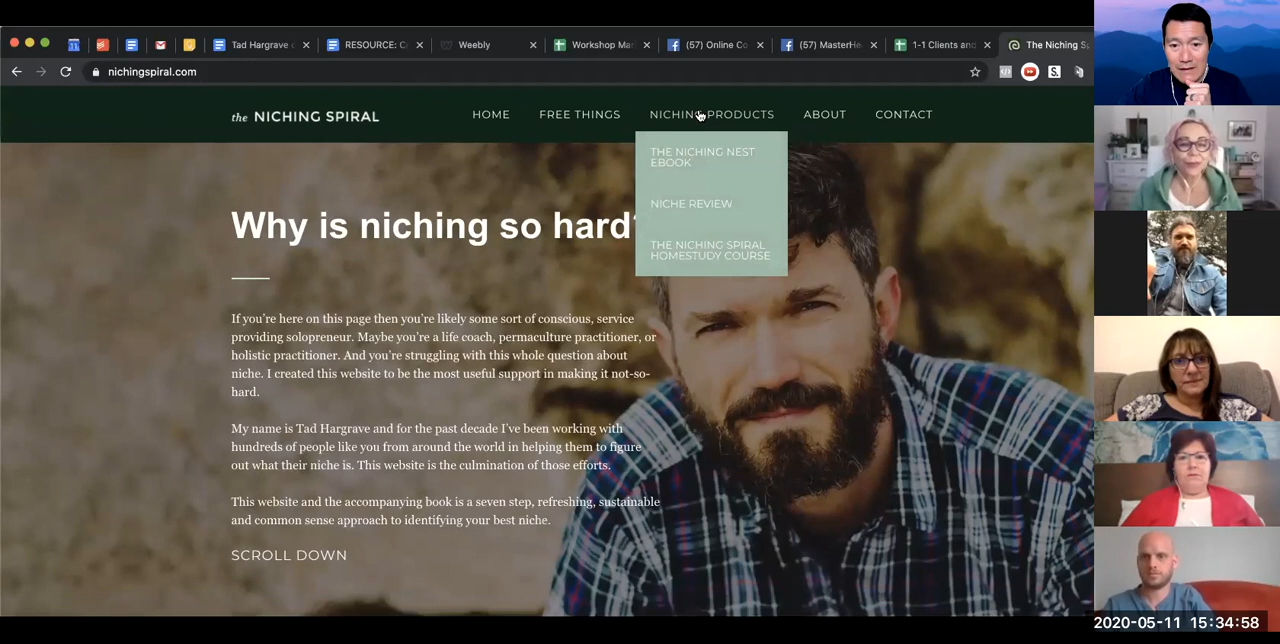 Tad Hargrave
RESOURCE: C
Weebly
Workshop Ma
(57) Online Co
(57) MasterHe
1-1 Clients and
The Niching S
nichingspiral.com
the NICHING SPIRAL
HOME
FREE THINGS
NICHING PRODUCTS
ABOUT
CONTACT
THE NICHING NEST
EBOOK
NICHE REVIEW
THE NICHING SPIRAL
HOMESTUDY COURSE
Why is niching so hard?
If you're here on this page then you're likely some sort of conscious, service
providing solopreneur. Maybe you're a life coach, permaculture practitioner, or
holistic practitioner. And you're struggling with this whole question about
niche. I created this website to be the most useful support in making it not-so-
hard.
My name is Tad Hargrave and for the past decade I've been working with
hundreds of people like you from around the world in helping them to figure
out what their niche is. This website is the culmination of those efforts.
This website and the accompanying book is a seven step, refreshing, sustainable
and common sense approach to identifying your best niche.
SCROLL DOWN
2020-05-11 15:34:58